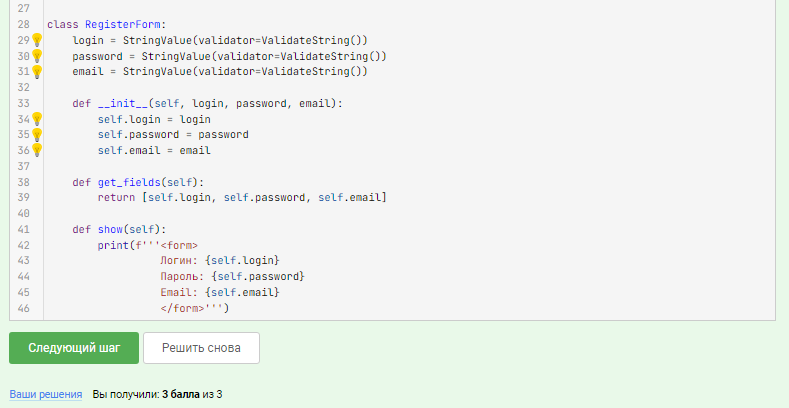 27
28 class RegisterForm:
29 login = StringValue(validator=ValidateString())
30 password = StringValue(validator=ValidateString())
31 email = StringValue(validator=ValidateString())
32
33 def __init__(self, login, password, email):
34 self.login = login
35 self.password = password
36 self.email = email
37
38 def get_fields(self):
39 return [self.login, self.password, self.email]
40
41 def show(self):
42 print(f'''<form>
43 Логин: {self.login}
44 Пароль: {self.password}
45 Email: {self.email}
46 </form>''')
Следующий шаг Решить снова
Ваши решения Вы получили: 3 балла из 3